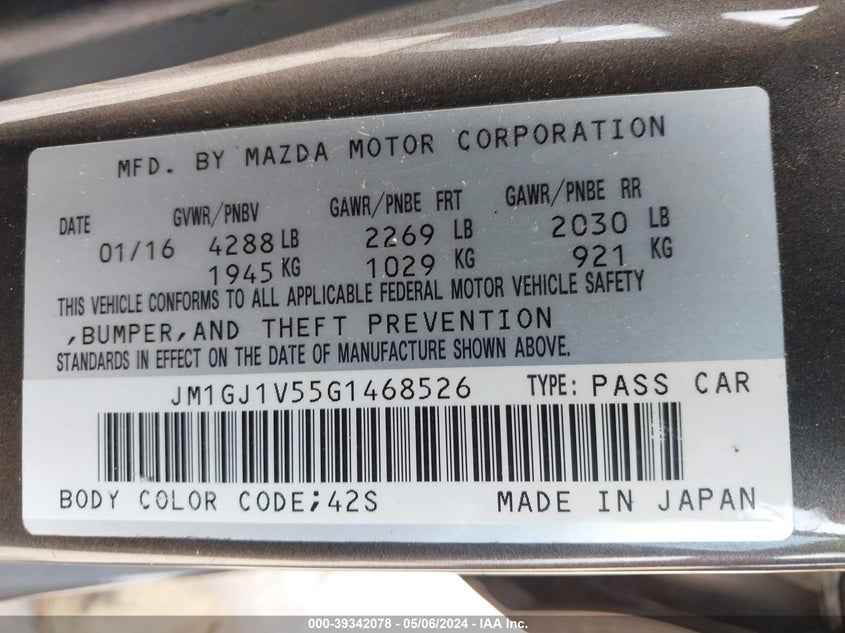 MFD. BY MAZDA MOTOR CORPORATION
DATE GVWR/PNBV GAWR/PNBE FRT GAWR/PNBE RR
01/16 4288 LB 2269 LB 2030 LB
1945 KG 1029 KG 921 KG
THIS VEHICLE CONFORMS TO ALL APPLICABLE FEDERAL MOTOR VEHICLE SAFETY
,BUMPER,AND THEFT PREVENTION
STANDARDS IN EFFECT ON THE DATE OF MANUFACTURE SHOWN ABOVE.
JM1GJ1V55G1468526 TYPE: PASS CAR
BODY COLOR CODE;42S MADE IN JAPAN
000-39342078 - 05/06/2024 - IAA Inc.